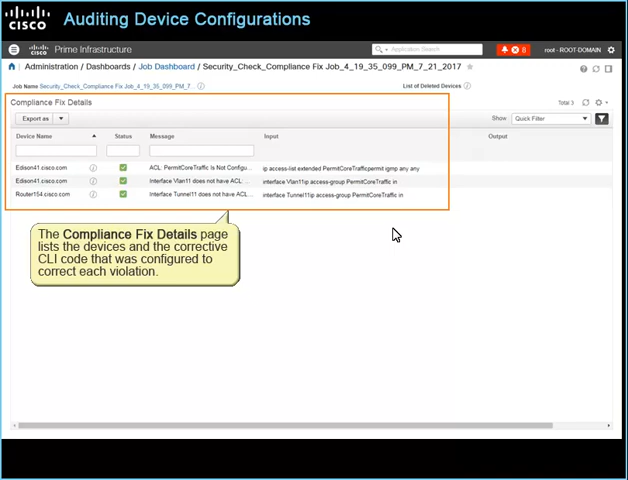 CISCO
Auditing Device Configurations
CISCO
Prime Infrastructure
Application Search
8
root - ROOT-DOMAIN
Administration / Dashboards / Job Dashboard / Security_Check_Compliance Fix Job_4_19_35_099_PM_7_21_2017
Job Name Security_Check_Compliance Fix Job_4_19_35_099_PM_7...
List of Deleted Devices
Compliance Fix Details
Total 3
Export as
Show
Quick Filter
Device Name
Status
Message
Input
Output
Edison41.cisco.com
ACL: PermitCoreTraffic Is Not Configu...
ip access-list extended PermitCoreTrafficpermit igmp any any
Edison41.cisco.com
Interface Vlan11 does not have ACL ...
interface Vlan11ip access-group PermitCoreTraffic in
Router154.cisco.com
Interface Tunnel11 does not have ACL...
interface Tunnel11ip access-group PermitCoreTraffic in
The Compliance Fix Details page
lists the devices and the corrective
CLI code that was configured to
correct each violation.